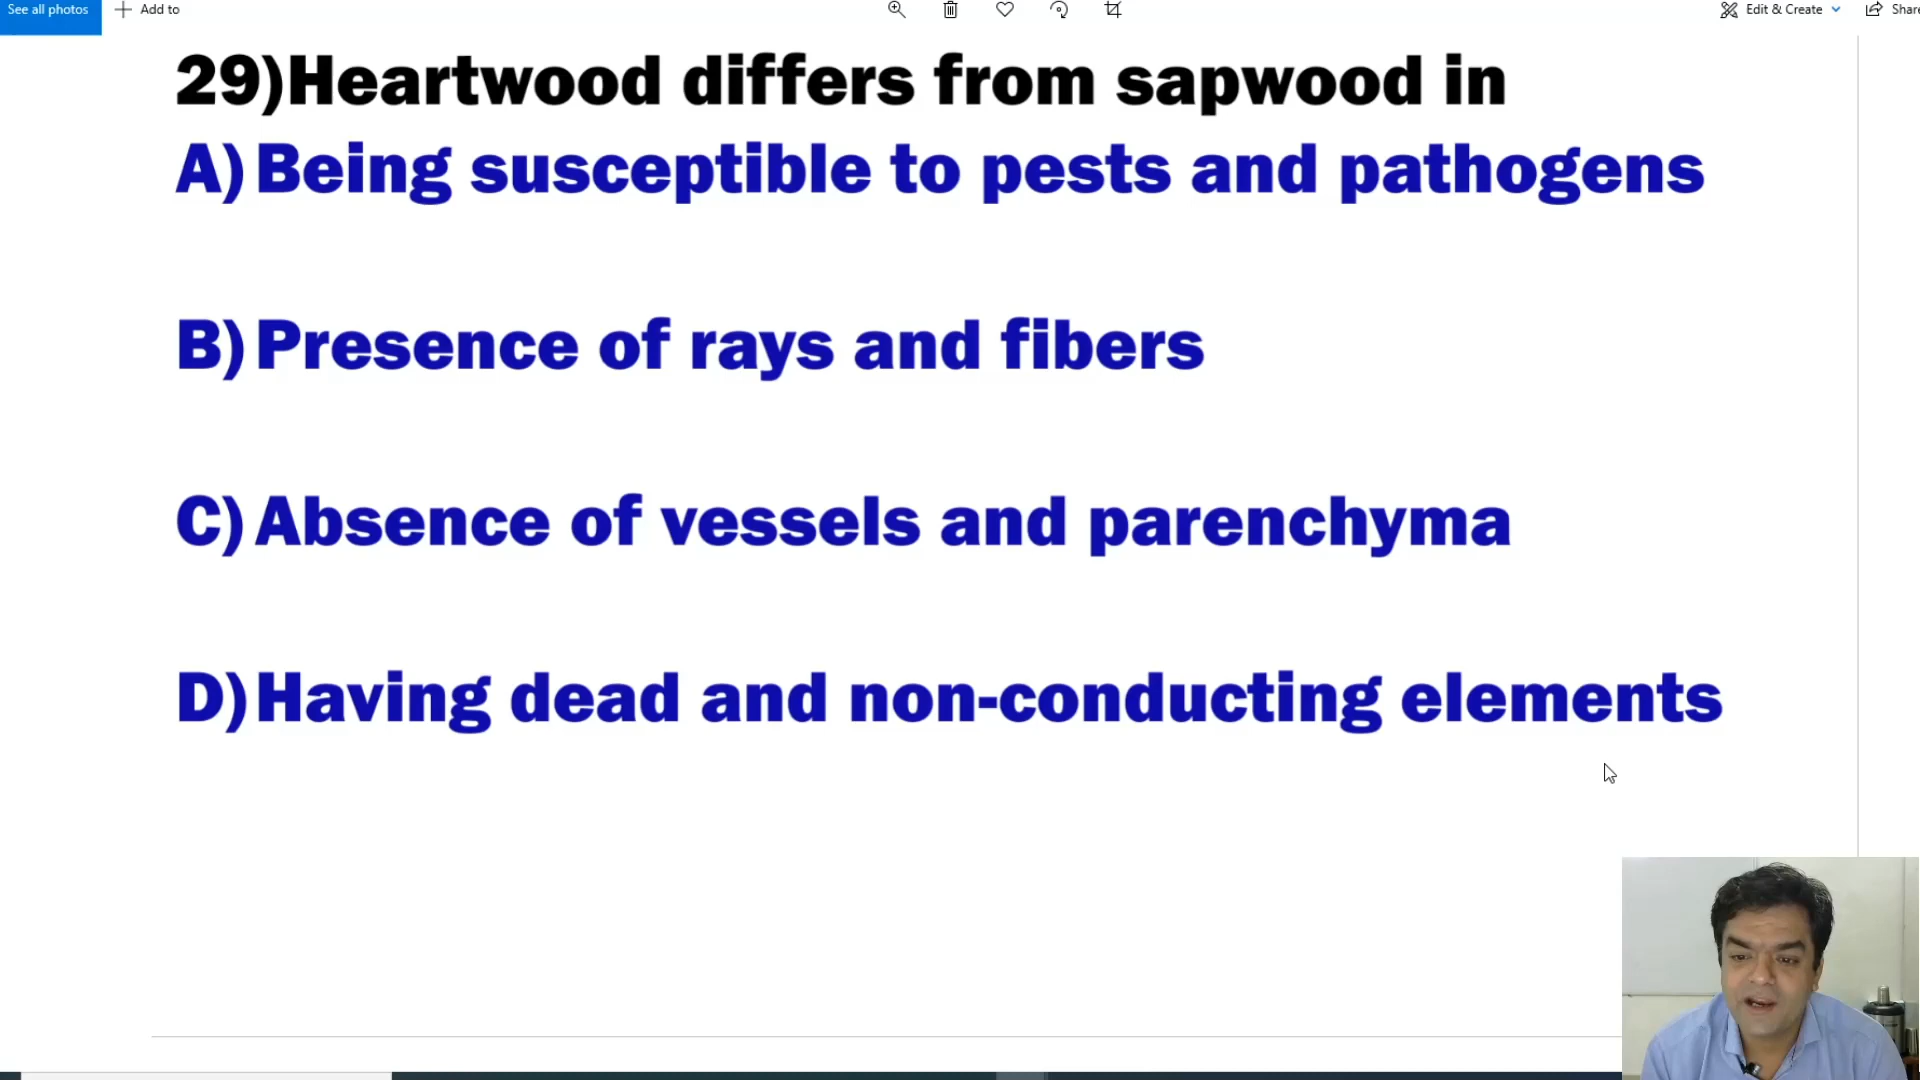 See all photos
Add to
Edit & Create
Share
29)Heartwood differs from sapwood in
A) Being susceptible to pests and pathogens
B) Presence of rays and fibers
C) Absence of vessels and parenchyma
D) Having dead and non-conducting elements